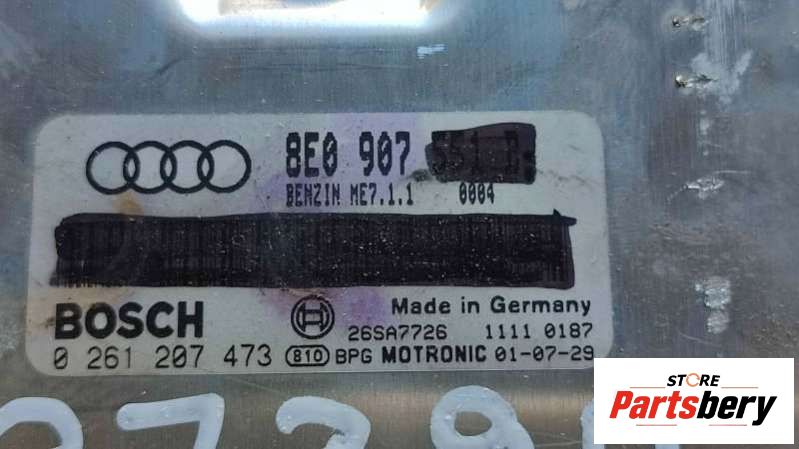 8E0 907 551
BENZIN ME7.1.1 0004
BOSCH
Made in Germany
26SA7726 1111 0187
0 261 207 473 810 BPG MOTRONIC 01-07-29
STORE
Partsbery